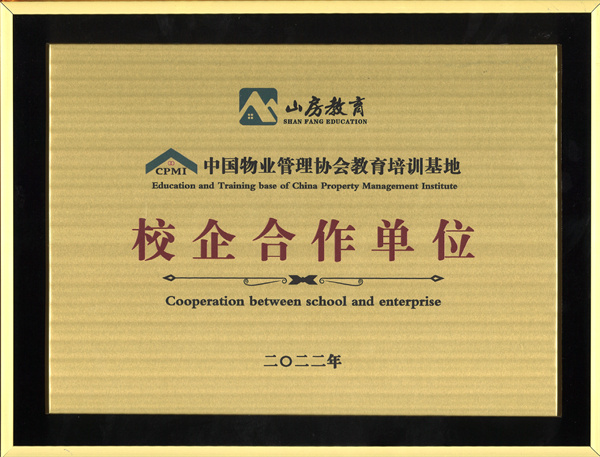 山房教育
SHAN FANG EDUCATION
CPMI 中国物业管理协会教育培训基地
Education and Training base of China Property Management Institute
校企合作单位
Cooperation between school and enterprise
二〇二二年